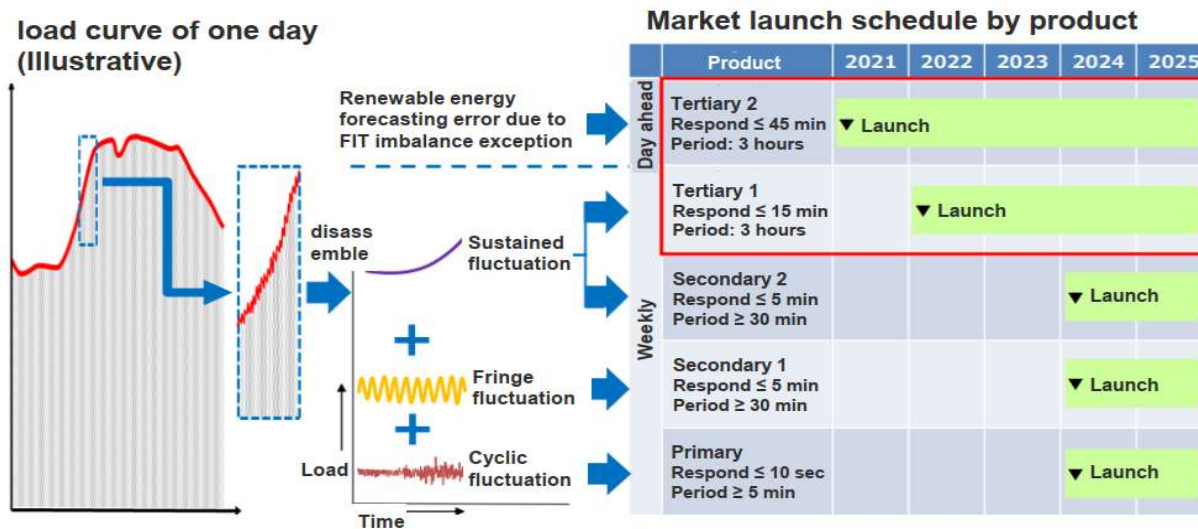 load curve of one day
(Illustrative)
Market launch schedule by product
Product 2021 2022 2023 2024 2025
Renewable energy
forecasting error due to
FIT imbalance exception
Day ahead
Tertiary 2
Respond ≤ 45 min
Period: 3 hours
Launch
disass
emble
Sustained
fluctuation
Weekly
Tertiary 1
Respond ≤ 15 min
Period: 3 hours
Launch
Secondary 2
Respond ≤ 5 min
Period ≥ 30 min
Launch
Fringe
fluctuation
Secondary 1
Respond ≤ 5 min
Period ≥ 30 min
Launch
Load
Cyclic
fluctuation
Primary
Respond ≤ 10 sec
Period ≥ 5 min
Launch
Time